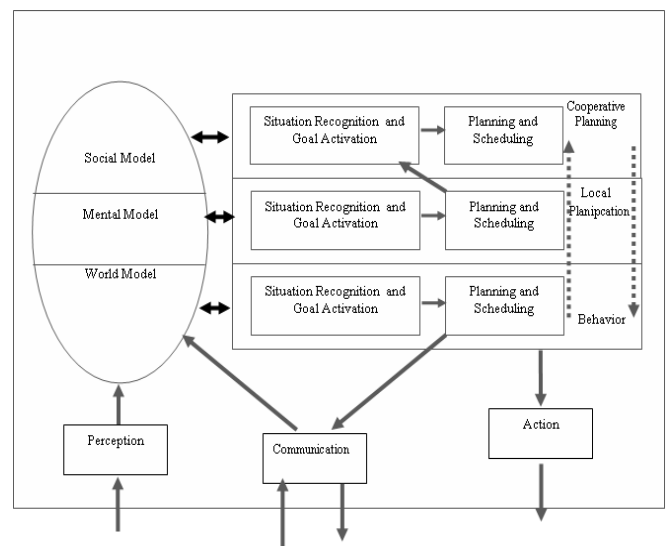 Social Model
Mental Model
World Model
Situation Recognition and
Goal Activation
Planning and
Scheduling
Cooperative
Planning
Situation Recognition and
Goal Activation
Planning and
Scheduling
Local
Planipcation
Situation Recognition and
Goal Activation
Planning and
Scheduling
Behavior
Perception
Communication
Action